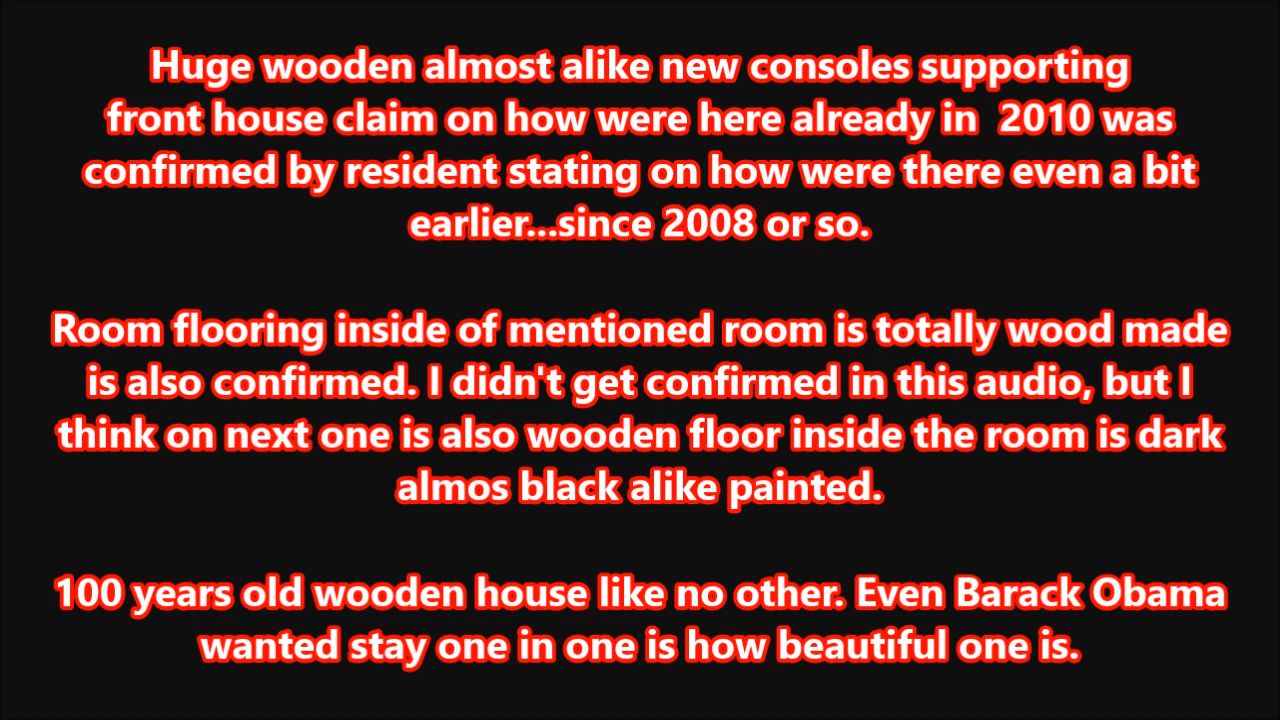 Huge wooden almost alike new consoles supporting
front house claim on how were here already in  2010 was
confirmed by resident stating on how were there even a bit
earlier...since 2008 or so.
Room flooring inside of mentioned room is totally wood made
is also confirmed. I didn't get confirmed in this audio, but I
think on next one is also wooden floor inside the room is dark
almos black alike painted.
100 years old wooden house like no other. Even Barack Obama
wanted stay one in one is how beautiful one is.